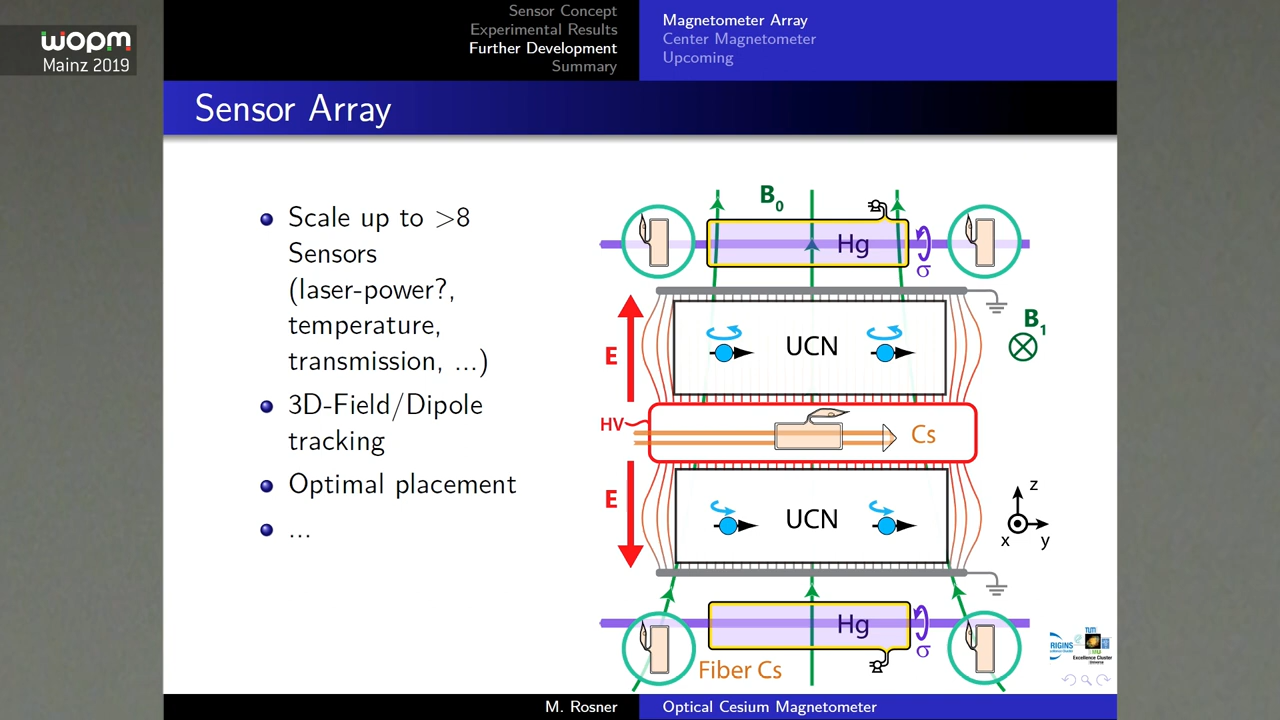 wopm
Mainz 2019
Sensor Concept
Experimental Results
Further Development
Summary
Magnetometer Array
Center Magnetometer
Upcoming
Sensor Array
Scale up to >8
Sensors
(laser-power?,
temperature,
transmission, ...)
3D-Field/Dipole
tracking
Optimal placement
...
B0
Hg
σ
B1
E
UCN
HV
Cs
E
UCN
z
x
y
Hg
σ
Fiber Cs
M. Rosner
Optical Cesium Magnetometer